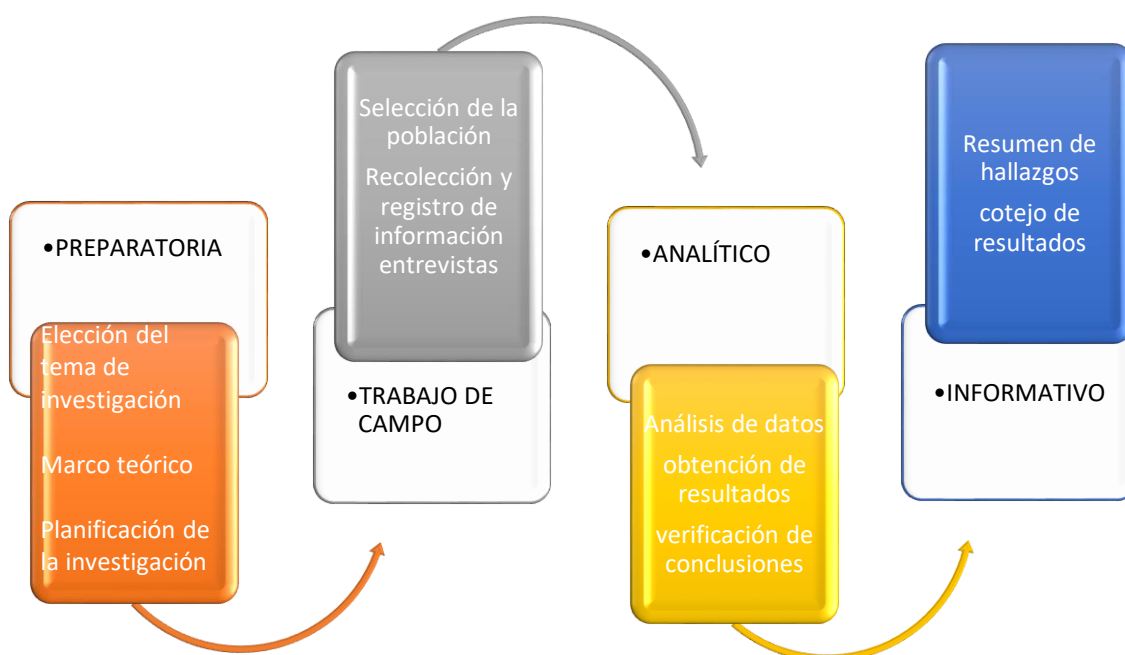 •PREPARATORIA
Elección del
tema de
investigación
Marco teórico
Planificación de
la investigación
Selección de la
población
Recolección y
registro de
información
entrevistas
•TRABAJO DE
CAMPO
•ANALÍTICO
Análisis de datos
obtención de
resultados
verificación de
conclusiones
Resumen de
hallazgos
cotejo de
resultados
•INFORMATIVO